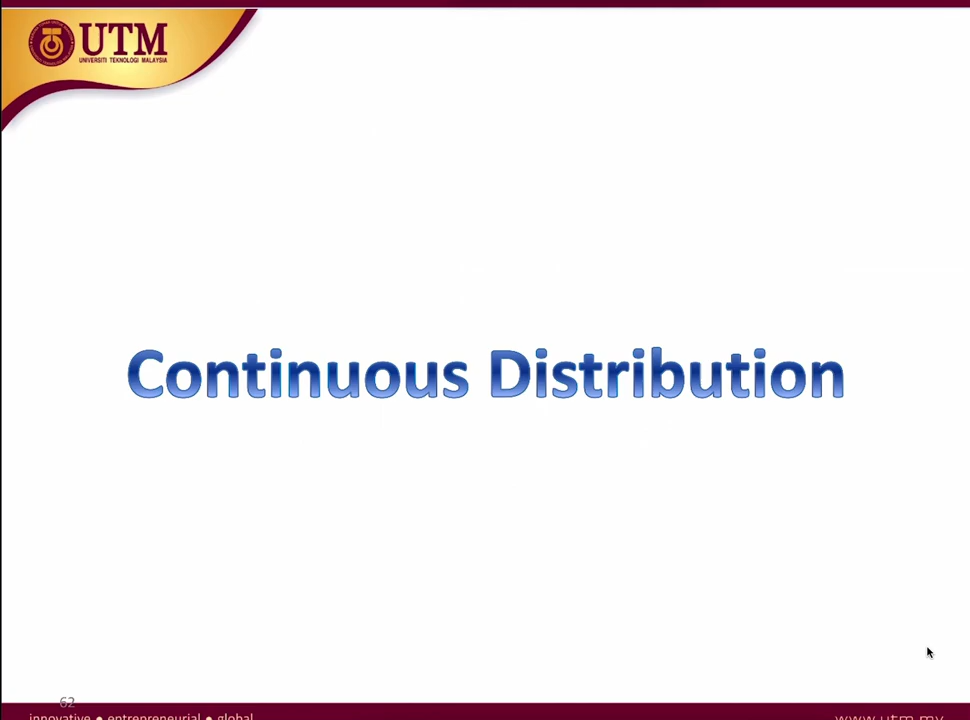 UTM
UNIVERSITI TEKNOLOGI MALAYSIA
Continuous Distribution
62
innovative ● entrepreneurial ● global
www.utm.my